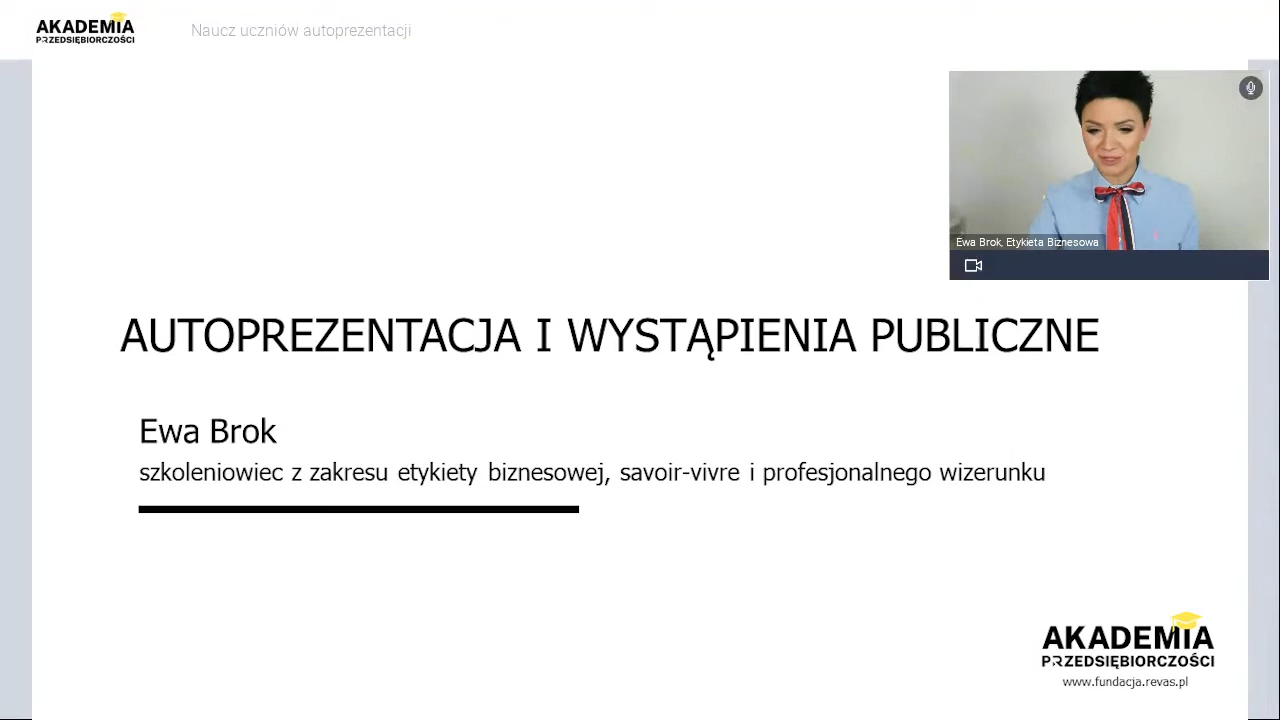 AKADEMIA
PRZEDSIĘBIORCZOŚCI
Naucz uczniów autoprezentacji
Ewa Brok, Etykieta Biznesowa
AUTOPREZENTACJA I WYSTĄPIENIA PUBLICZNE
Ewa Brok
szkoleniowiec z zakresu etykiety biznesowej, savoir-vivre i profesjonalnego wizerunku
AKADEMIA
PRZEDSIĘBIORCZOŚCI
www.fundacja.revas.pl